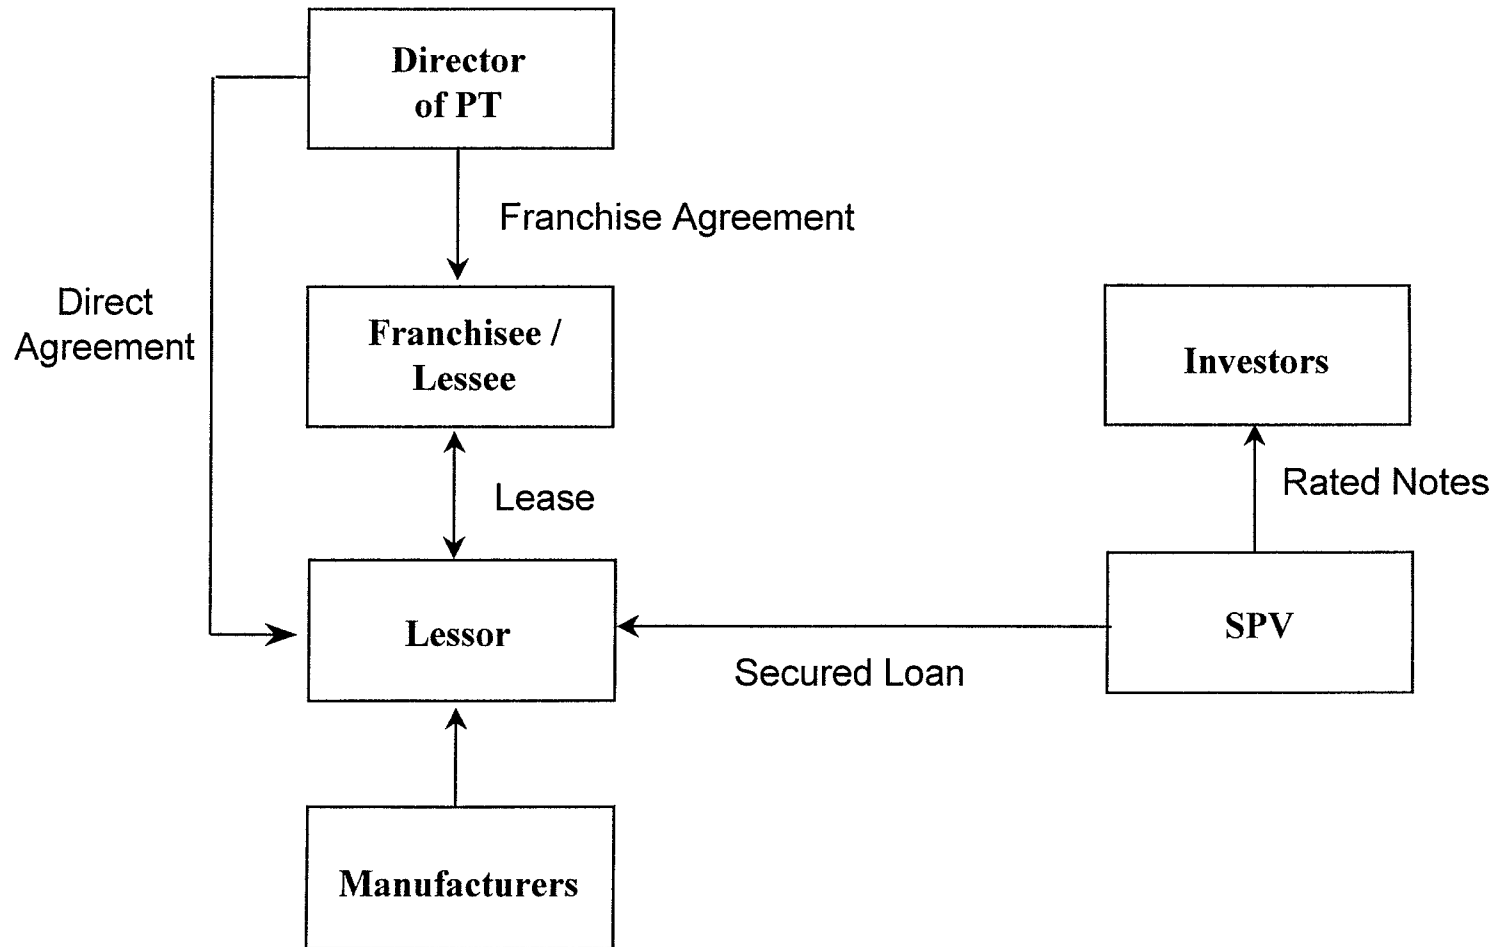 Director
of PT
Franchise Agreement
Direct
Agreement
Franchisee /
Lessee
Investors
Lease
Rated Notes
Lessor
SPV
Secured Loan
Manufacturers